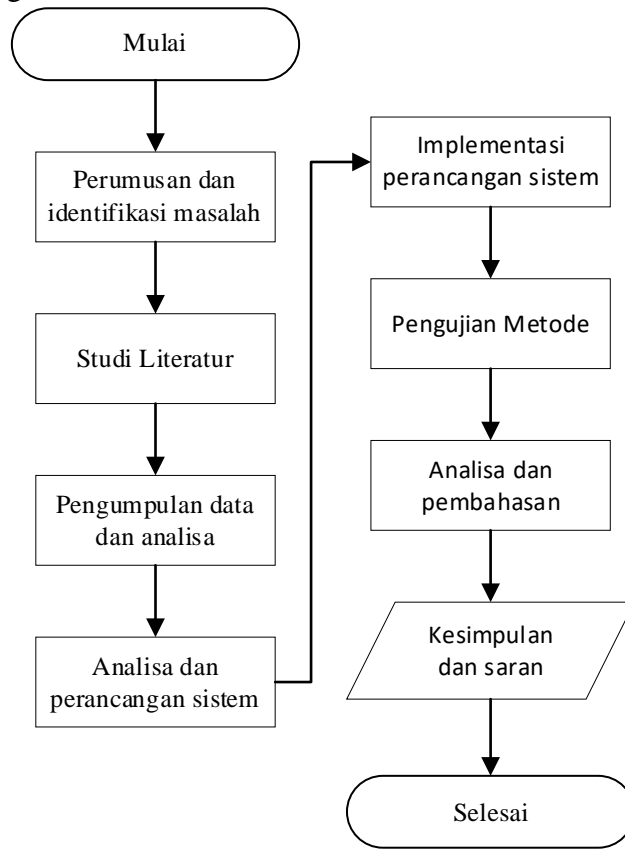 Mulai
Perumusan dan
identifikasi masalah
Studi Literatur
Pengumpulan data
dan analisa
Analisa dan
perancangan sistem
Implementasi
perancangan sistem
Pengujian Metode
Analisa dan
pembahasan
Kesimpulan
dan saran
Selesai